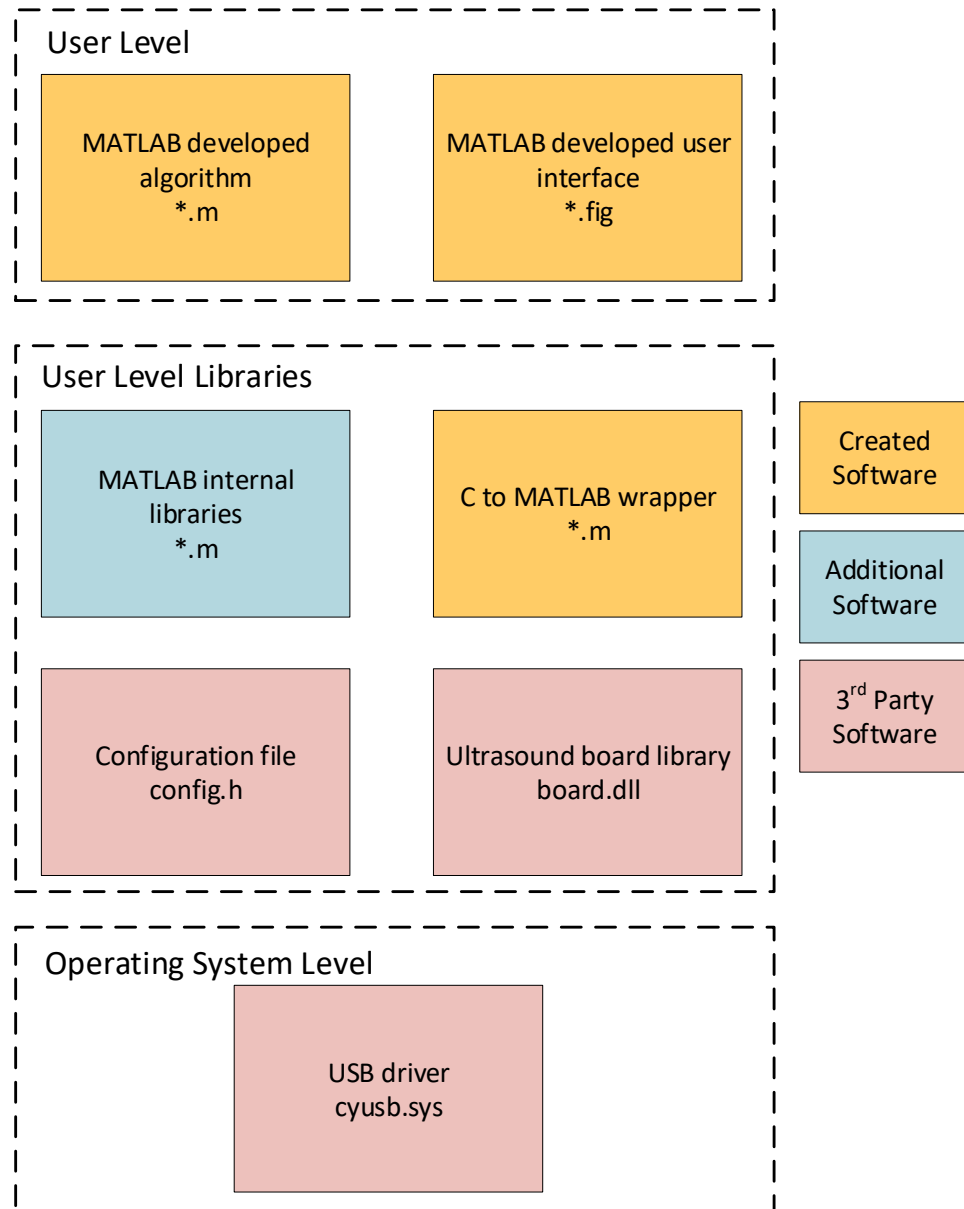 User Level
MATLAB developed
algorithm
*.m
MATLAB developed user
interface
*.fig
User Level Libraries
MATLAB internal
libraries
*.m
C to MATLAB wrapper
*.m
Configuration file
config.h
Ultrasound board library
board.dll
Operating System Level
USB driver
cyusb.sys
Created
Software
Additional
Software
3rd Party
Software